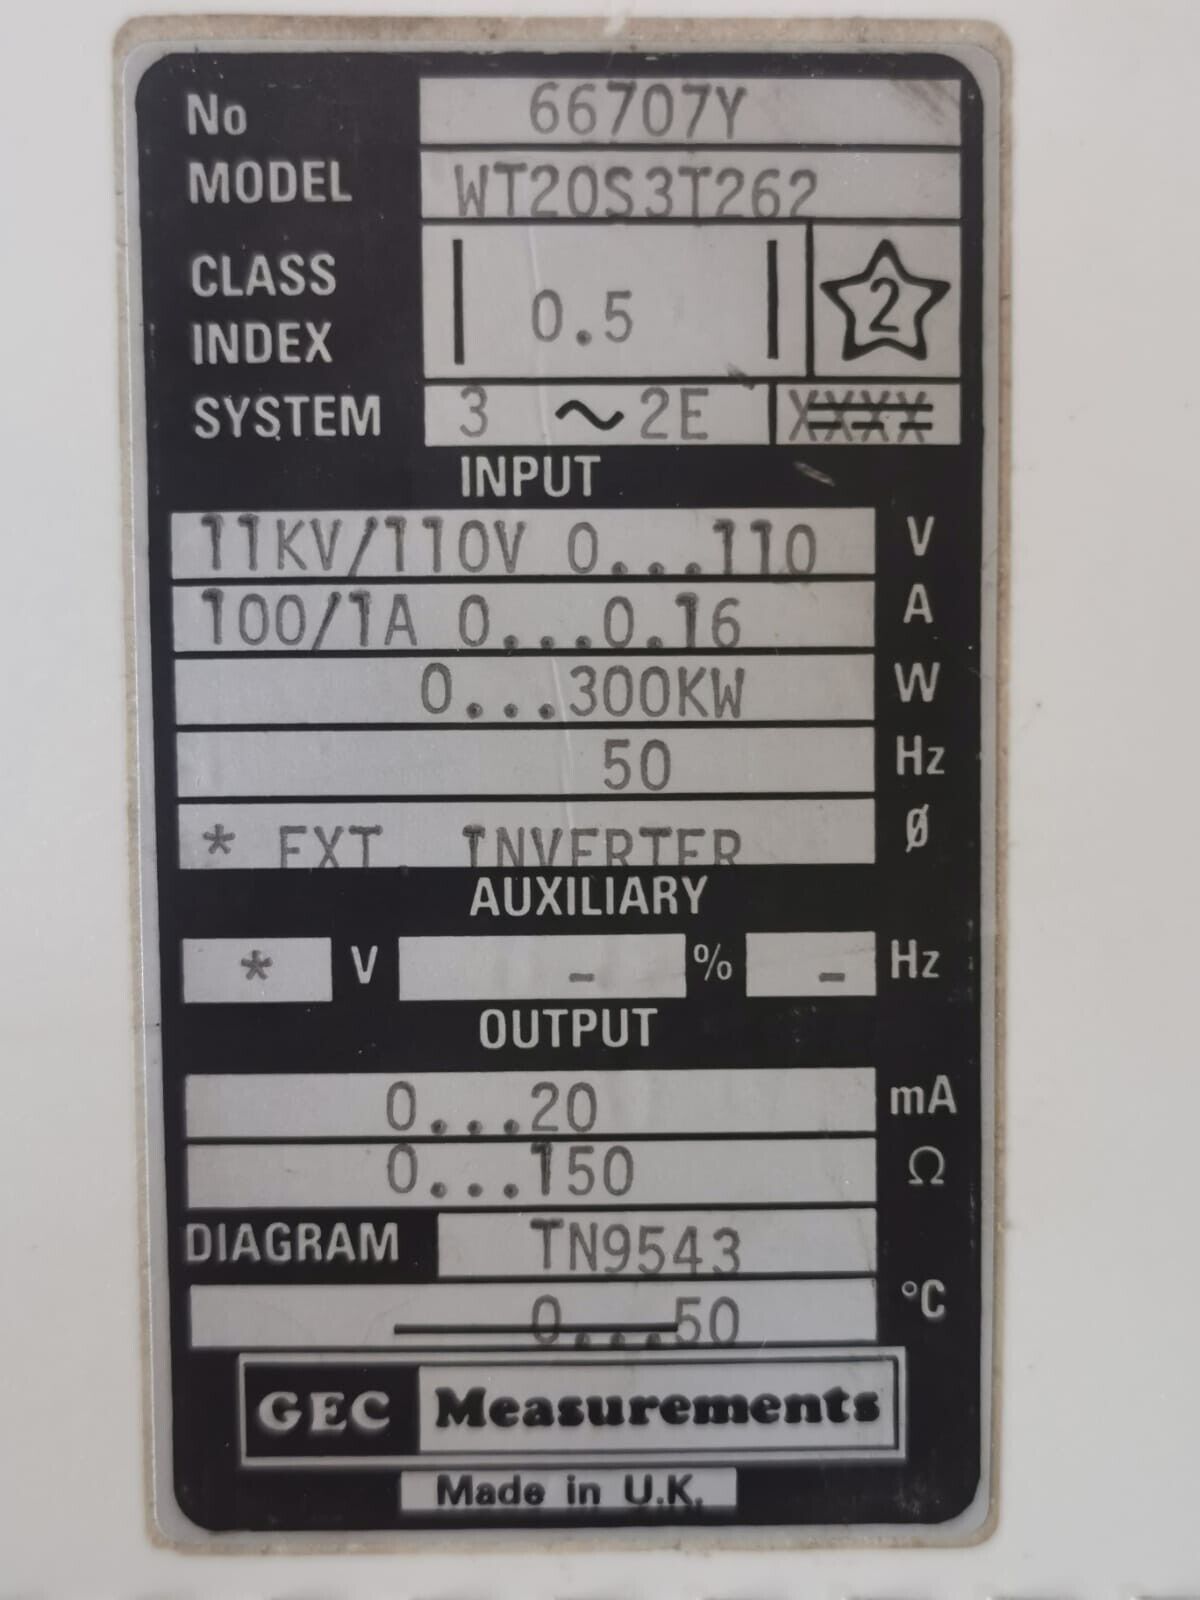 No 66707Y
MODEL WT20S3T262
CLASS INDEX 0.5 2
SYSTEM 3 ~ 2E XXXX
INPUT
11KV/110V 0...110 V
100/1A 0...0.16 A
0...300KW W
50 Hz
* EXT. INVERTER Ø
AUXILIARY
* V - % - Hz
OUTPUT
0...20 mA
0...150 Ω
DIAGRAM TN9543
0...50 °C
GEC Measurements
Made in U.K.